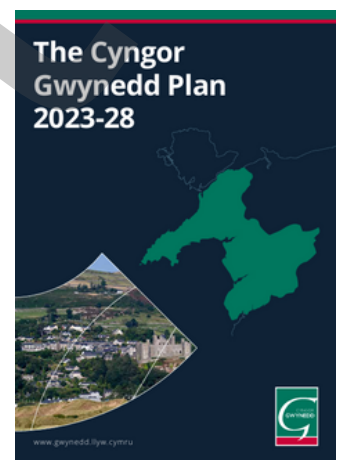 The Cyngor
Gwynedd Plan
2023-28
www.gwynedd.llyw.cymru
CYNGOR
GWYNEDD